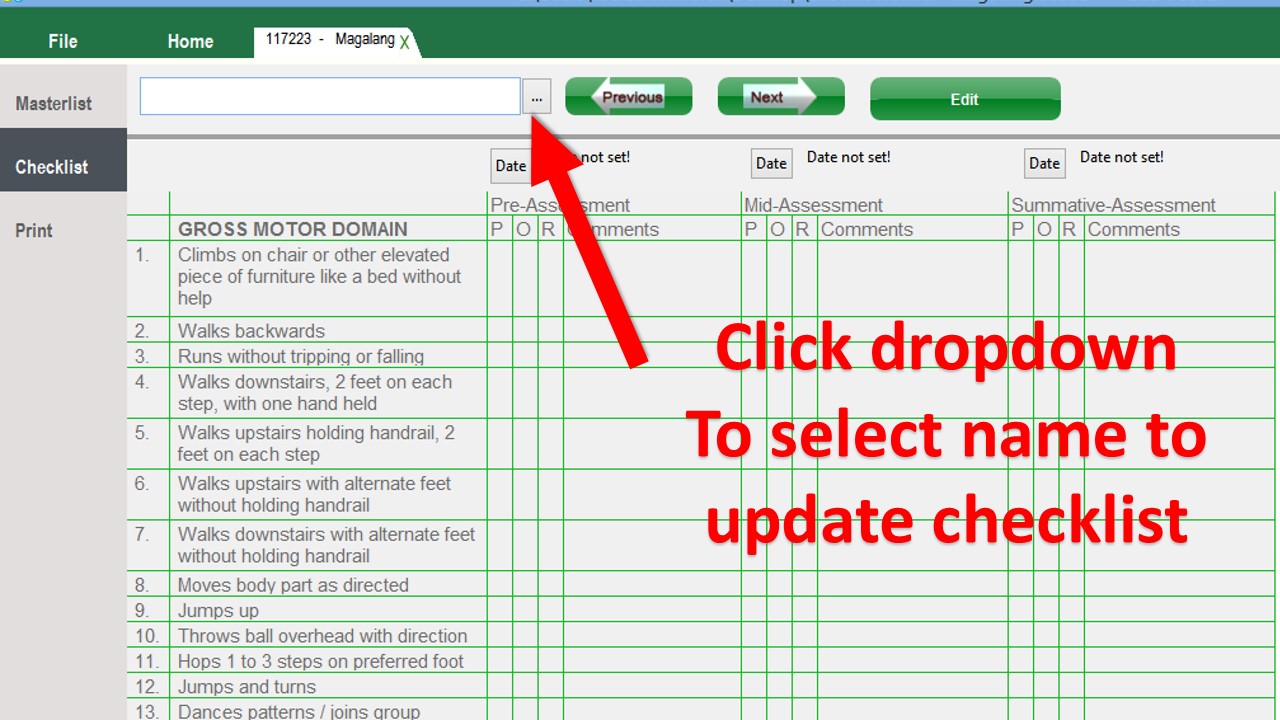 File
Home
117223 - Magalang X
Masterlist
Checklist
Print
...
Previous
Next
Edit
Date
not set!
Date
Date not set!
Date
Date not set!
Pre-Assessment
Mid-Assessment
Summative-Assessment
GROSS MOTOR DOMAIN
P O R Comments
P O R Comments
P O R Comments
1. Climbs on chair or other elevated
piece of furniture like a bed without
help
2. Walks backwards
3. Runs without tripping or falling
4. Walks downstairs, 2 feet on each
step, with one hand held
5. Walks upstairs holding handrail, 2
feet on each step
6. Walks upstairs with alternate feet
without holding handrail
7. Walks downstairs with alternate feet
without holding handrail
8. Moves body part as directed
9. Jumps up
10. Throws ball overhead with direction
11. Hops 1 to 3 steps on preferred foot
12. Jumps and turns
13. Dances patterns / joins group
Click dropdown
To select name to
update checklist